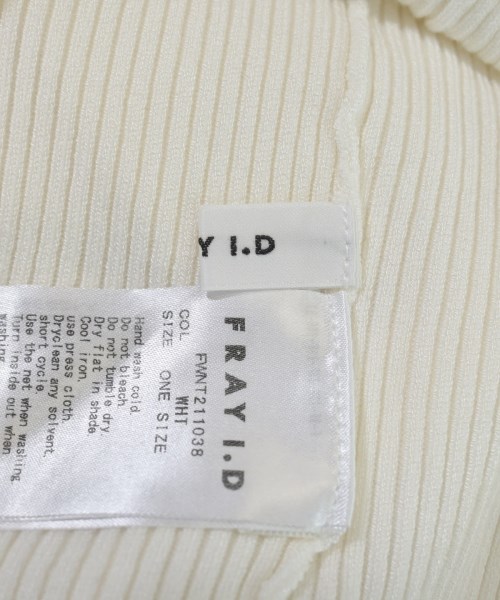 Y I.D
FRAY I.D
FWNT211038
COL WHT
SIZE ONE SIZE
Hand wash cold
Do not bleach
Do not tumble dry
Dry flat in shade
Cool iron.
use press cloth.
Dryclean any solvent.
short cycle.
Use the net when washing
Turn inside out when
washing